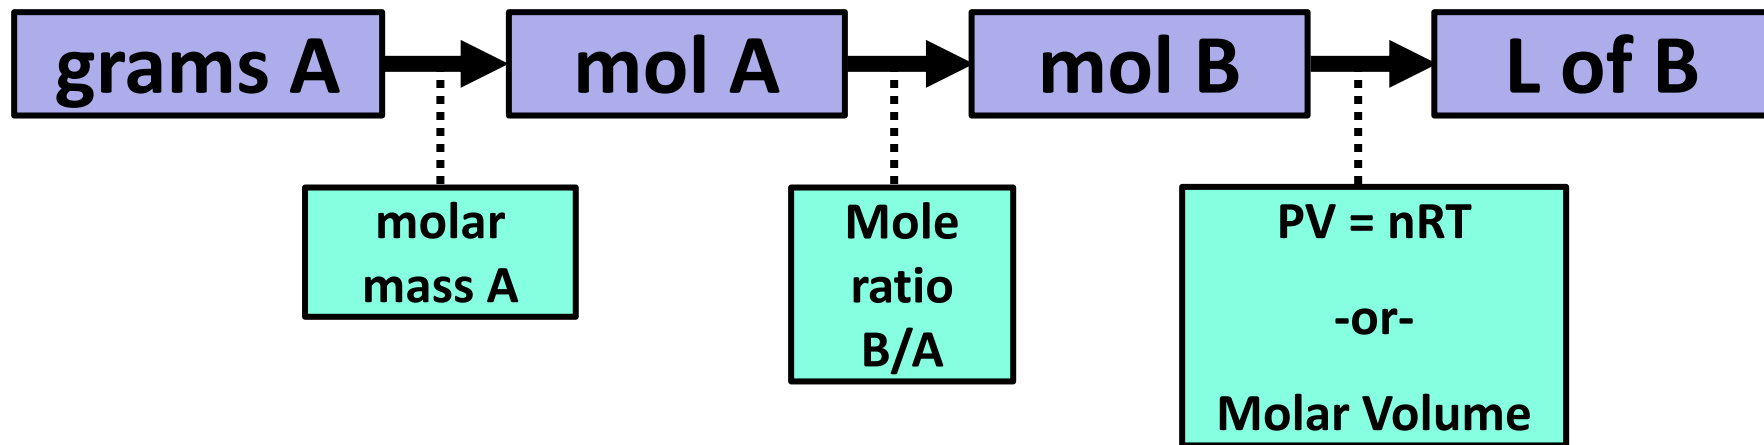 grams A
mol A
mol B
L of B
molar
mass A
Mole
ratio
B/A
PV = nRT
-or-
Molar Volume